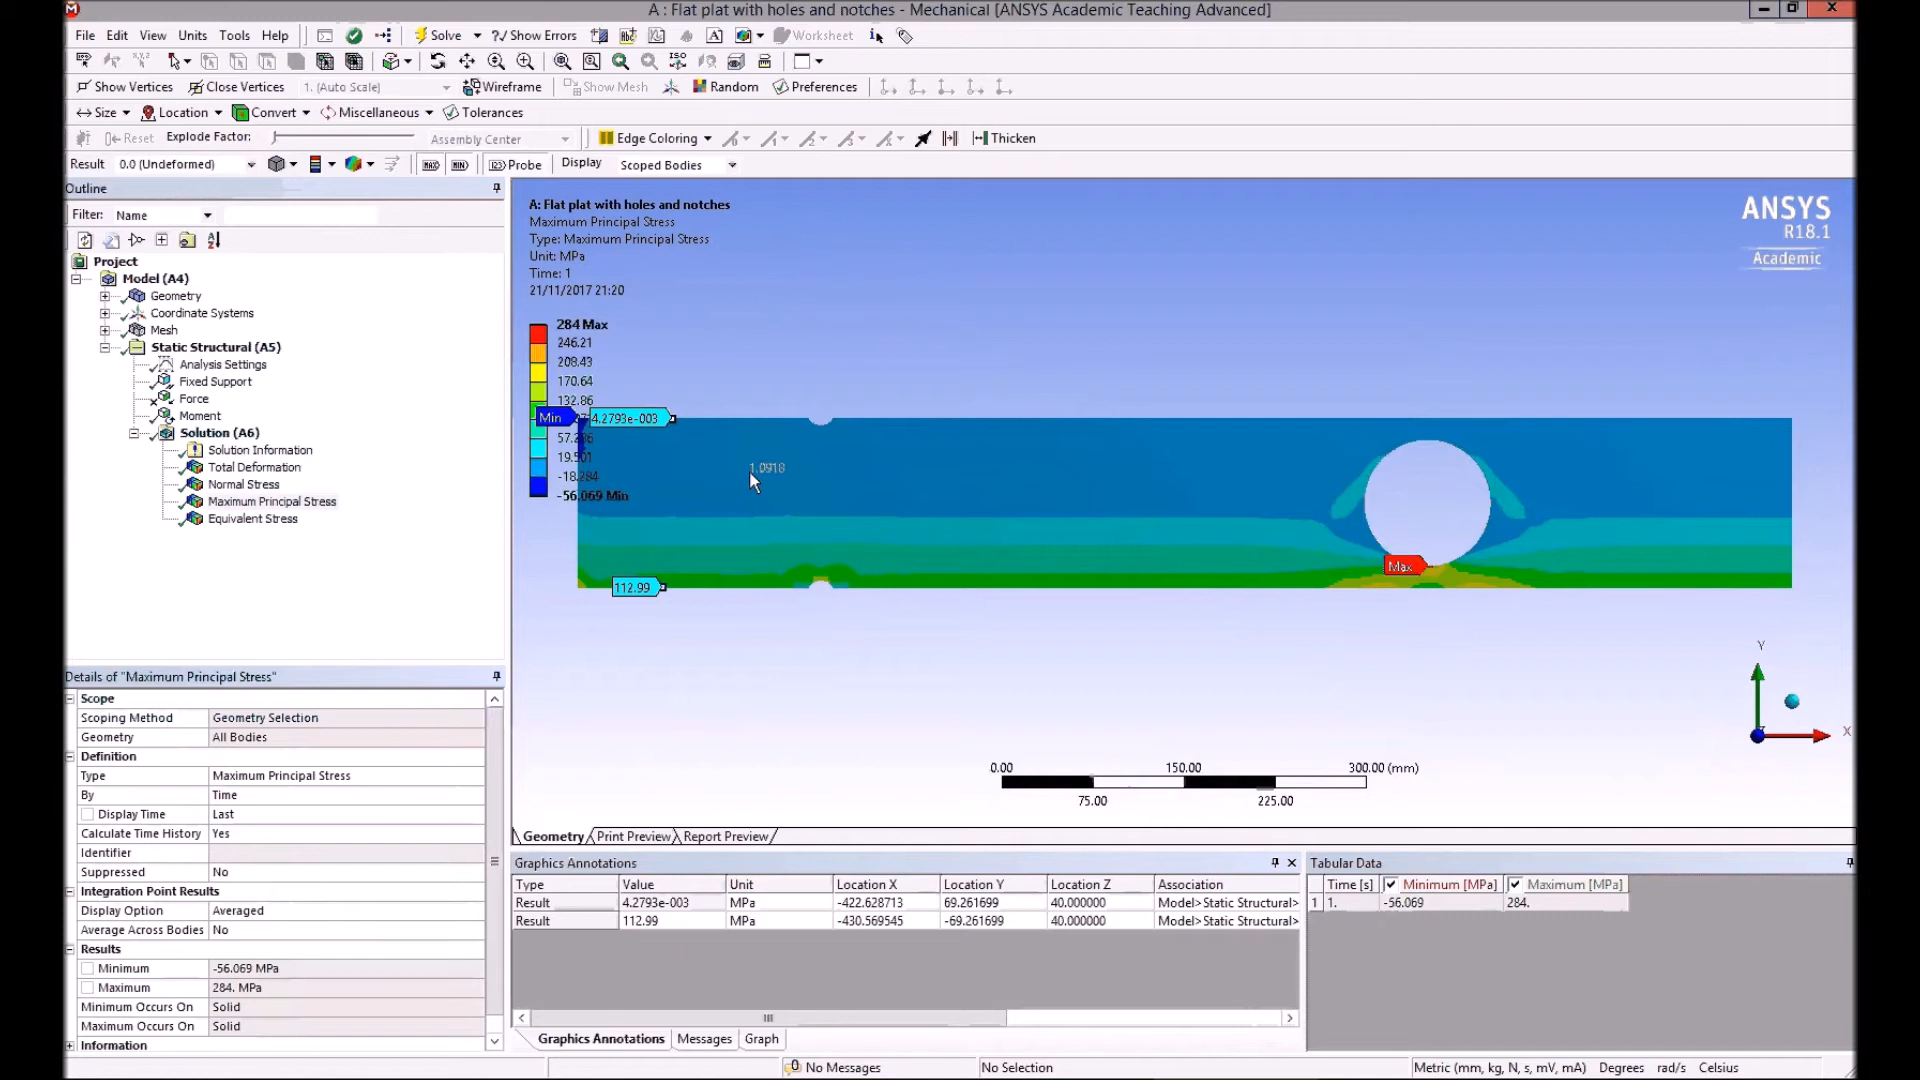 A : Flat plat with holes and notches - Mechanical [ANSYS Academic Teaching Advanced]
File Edit View Units Tools Help Solve ?/ Show Errors Worksheet
Show Vertices Close Vertices 1. (Auto Scale) Wireframe Show Mesh Random Preferences
Size Location Convert Miscellaneous Tolerances
Reset Explode Factor: Assembly Center Edge Coloring Thicken
Result 0.0 (Undeformed) MAX MIN 123 Probe Display Scoped Bodies
Outline
Filter: Name
Project
Model (A4)
Geometry
Coordinate Systems
Mesh
Static Structural (A5)
Analysis Settings
Fixed Support
Force
Moment
Solution (A6)
Solution Information
Total Deformation
Normal Stress
Maximum Principal Stress
Equivalent Stress
Details of "Maximum Principal Stress"
Scope
Scoping Method Geometry Selection
Geometry All Bodies
Definition
Type Maximum Principal Stress
By Time
Display Time Last
Calculate Time History Yes
Identifier
Suppressed No
Integration Point Results
Display Option Averaged
Average Across Bodies No
Results
Minimum -56.069 MPa
Maximum 284. MPa
Minimum Occurs On Solid
Maximum Occurs On Solid
Information
A: Flat plat with holes and notches
Maximum Principal Stress
Type: Maximum Principal Stress
Unit: MPa
Time: 1
21/11/2017 21:20
ANSYS
R18.1
Academic
284 Max
246.21
208.43
170.64
132.86
Min 4.2793e-003
19.501
-18.284
-56.069 Min
1.0918
112.99
Max
Y
X
0.00 150.00 300.00 (mm)
75.00 225.00
Geometry Print Preview Report Preview
Graphics Annotations
Type Value Unit Location X Location Y Location Z Association
Result 4.2793e-003 MPa -422.628713 69.261699 40.000000 Model>Static Structural>
Result 112.99 MPa -430.569545 -69.261699 40.000000 Model>Static Structural>
Graphics Annotations Messages Graph
Tabular Data
Time [s] Minimum [MPa] Maximum [MPa]
1 1. -56.069 284.
No Messages No Selection Metric (mm, kg, N, s, mV, mA) Degrees rad/s Celsius